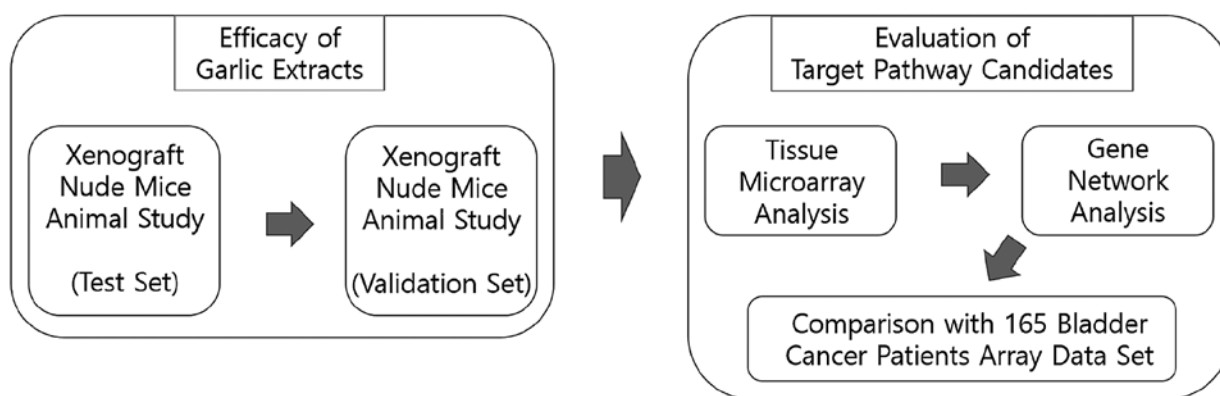 Efficacy of
Garlic Extracts
Xenograft
Nude Mice
Animal Study
(Test Set)
Xenograft
Nude Mice
Animal Study
(Validation Set)
Evaluation of
Target Pathway Candidates
Tissue
Microarray
Analysis
Gene
Network
Analysis
Comparison with 165 Bladder
Cancer Patients Array Data Set